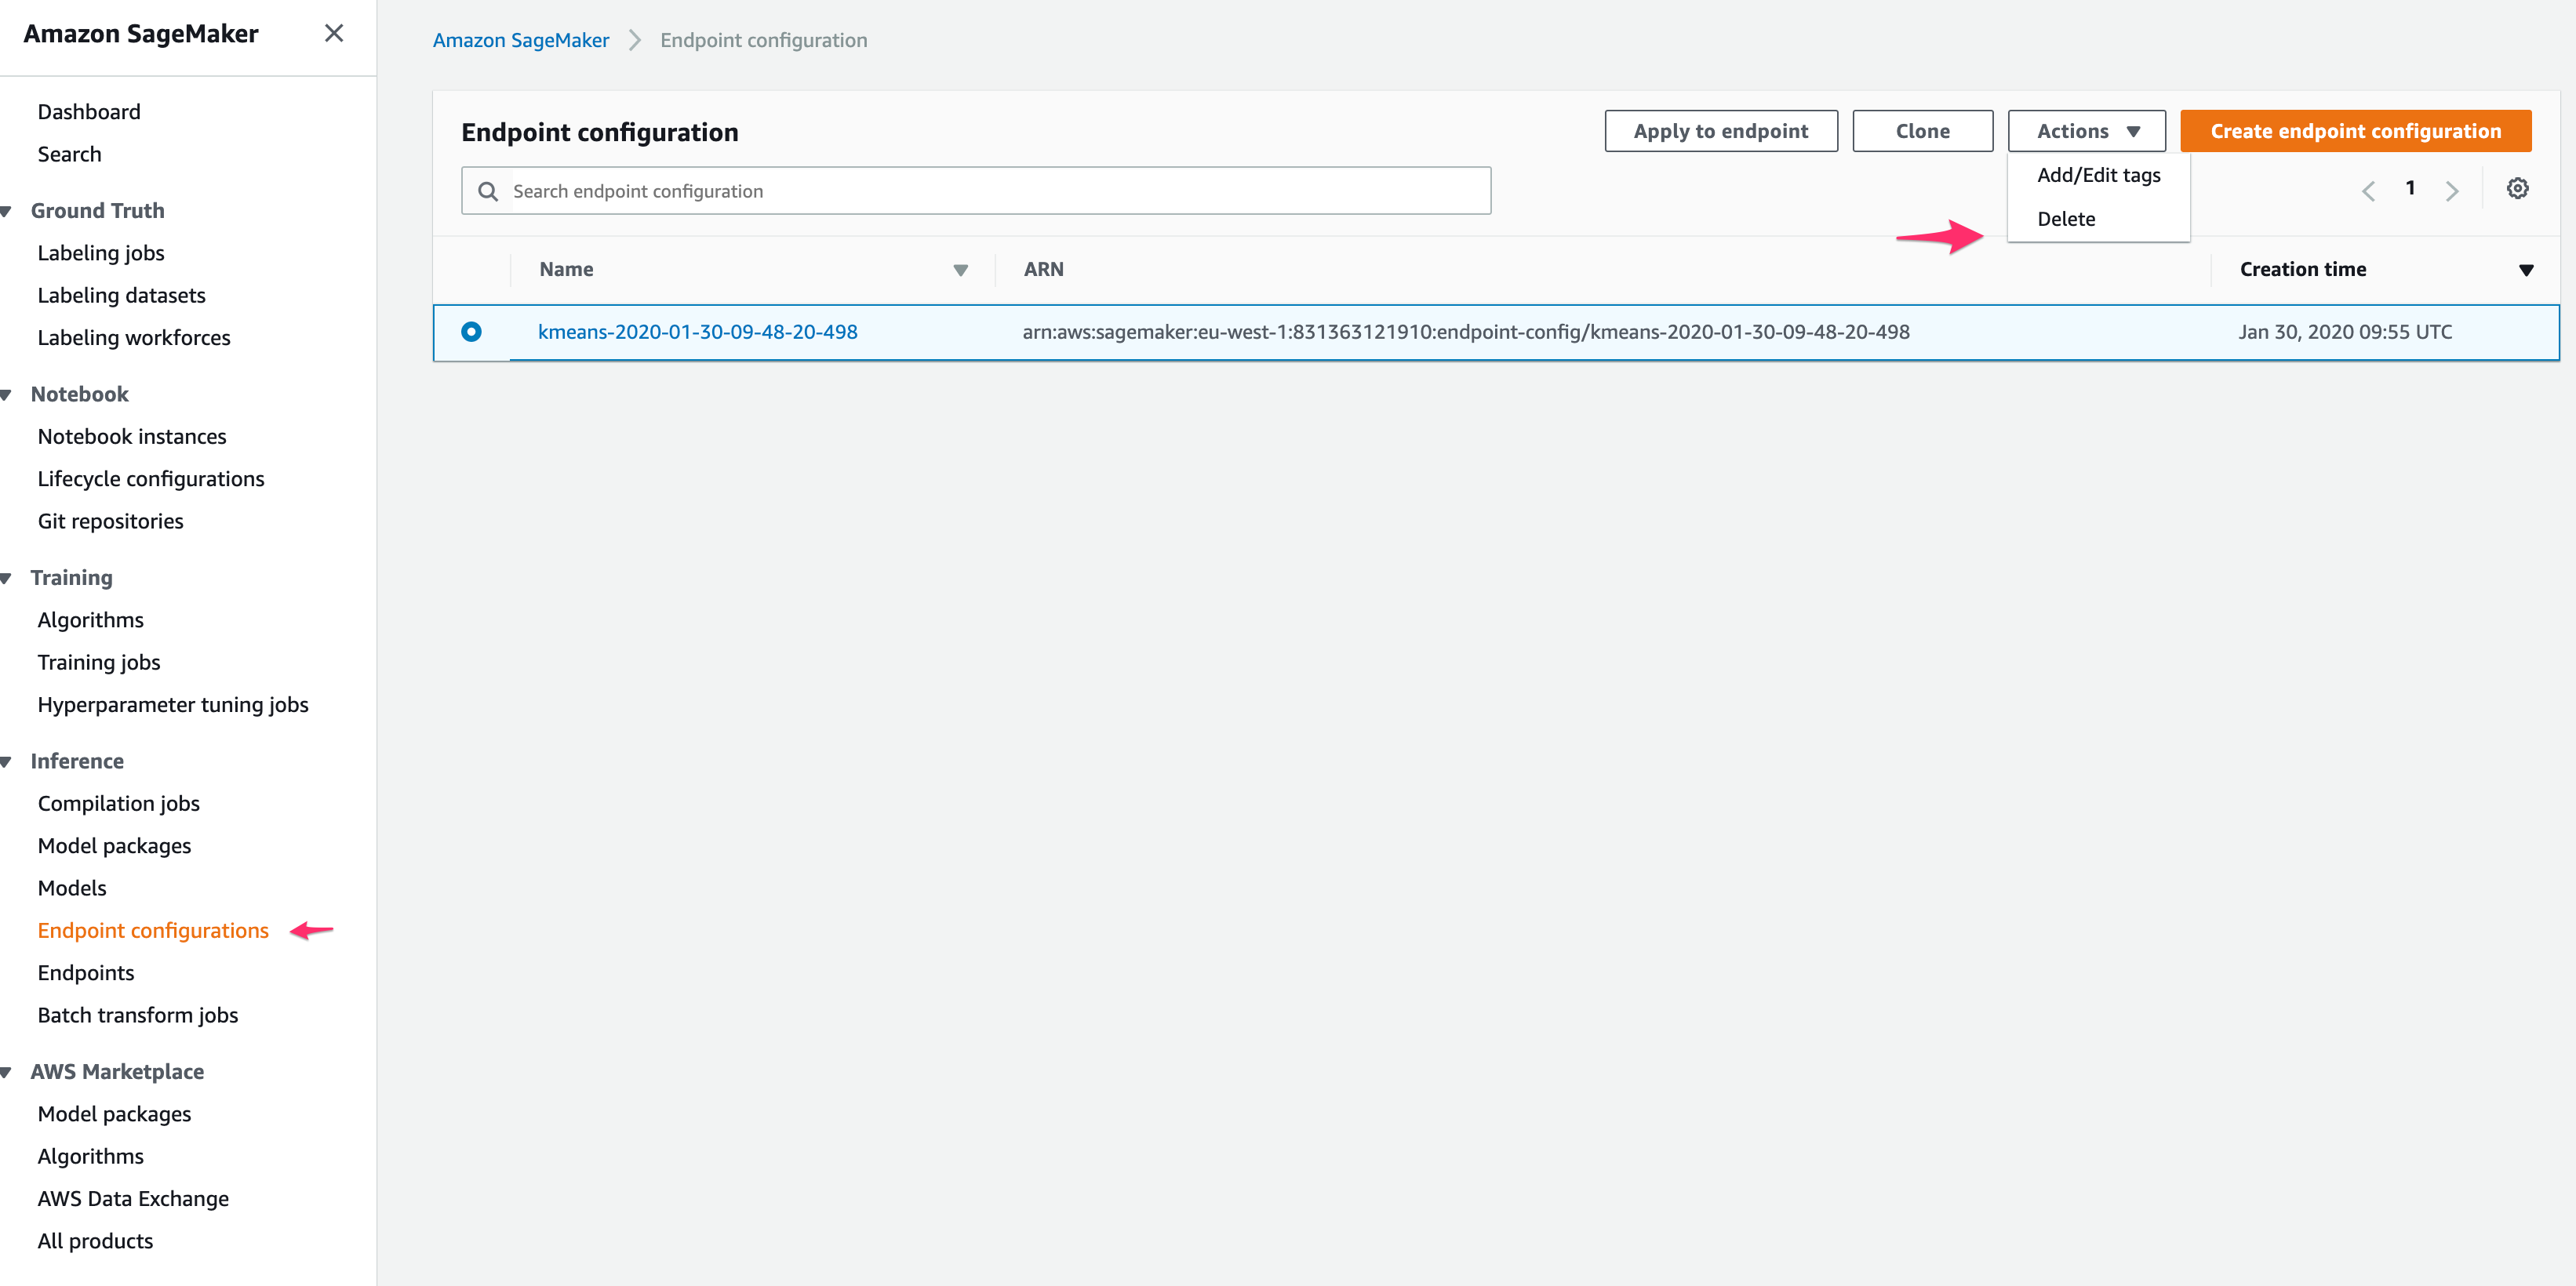 Amazon SageMaker
Dashboard
Search
Ground Truth
Labeling jobs
Labeling datasets
Labeling workforces
Notebook
Notebook instances
Lifecycle configurations
Git repositories
Training
Algorithms
Training jobs
Hyperparameter tuning jobs
Inference
Compilation jobs
Model packages
Models
Endpoint configurations
Endpoints
Batch transform jobs
AWS Marketplace
Model packages
Algorithms
AWS Data Exchange
All products
Amazon SageMaker Endpoint configuration
Endpoint configuration Apply to endpoint Clone Actions Create endpoint configuration
Add/Edit tags
Delete
Search endpoint configuration 1
Name ARN Creation time
kmeans-2020-01-30-09-48-20-498 arn:aws:sagemaker:eu-west-1:831363121910:endpoint-config/kmeans-2020-01-30-09-48-20-498 Jan 30, 2020 09:55 UTC